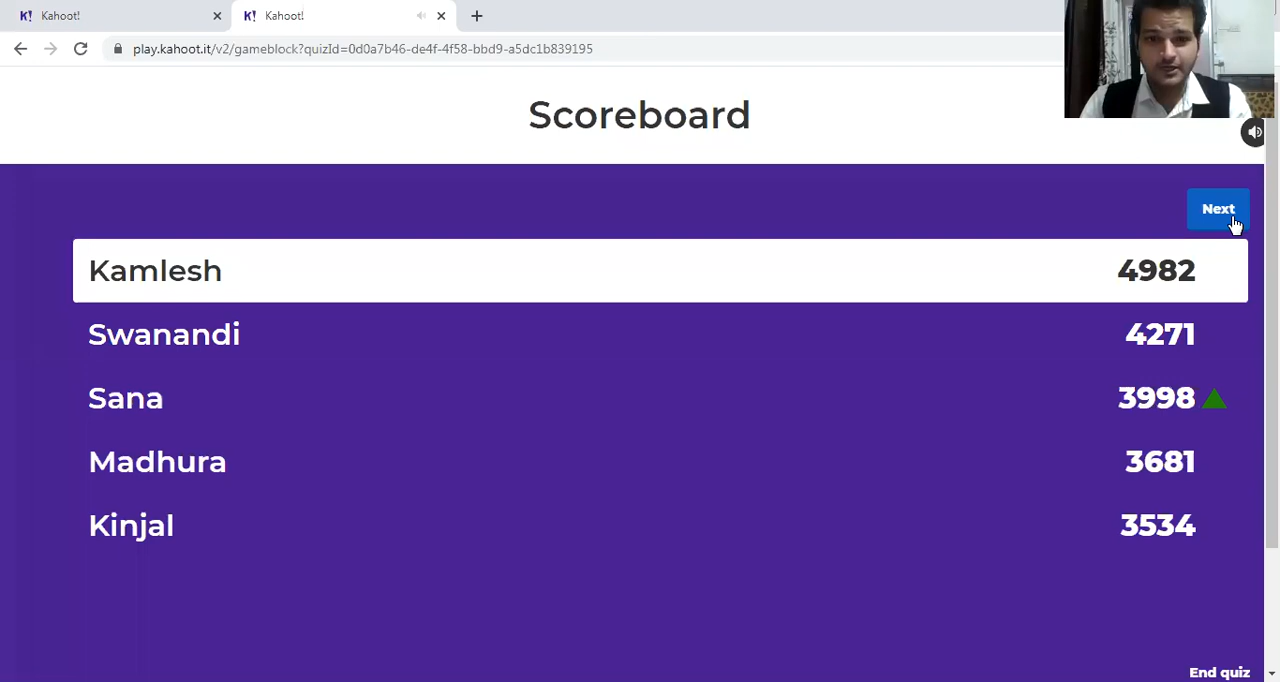 K! Kahoot!
K! Kahoot!
play.kahoot.it/v2/gameblock?quizId=0d0a7b46-de4f-4f58-bbd9-a5dc1b839195
Scoreboard
Next
Kamlesh 4982
Swanandi 4271
Sana 3998
Madhura 3681
Kinjal 3534
End quiz